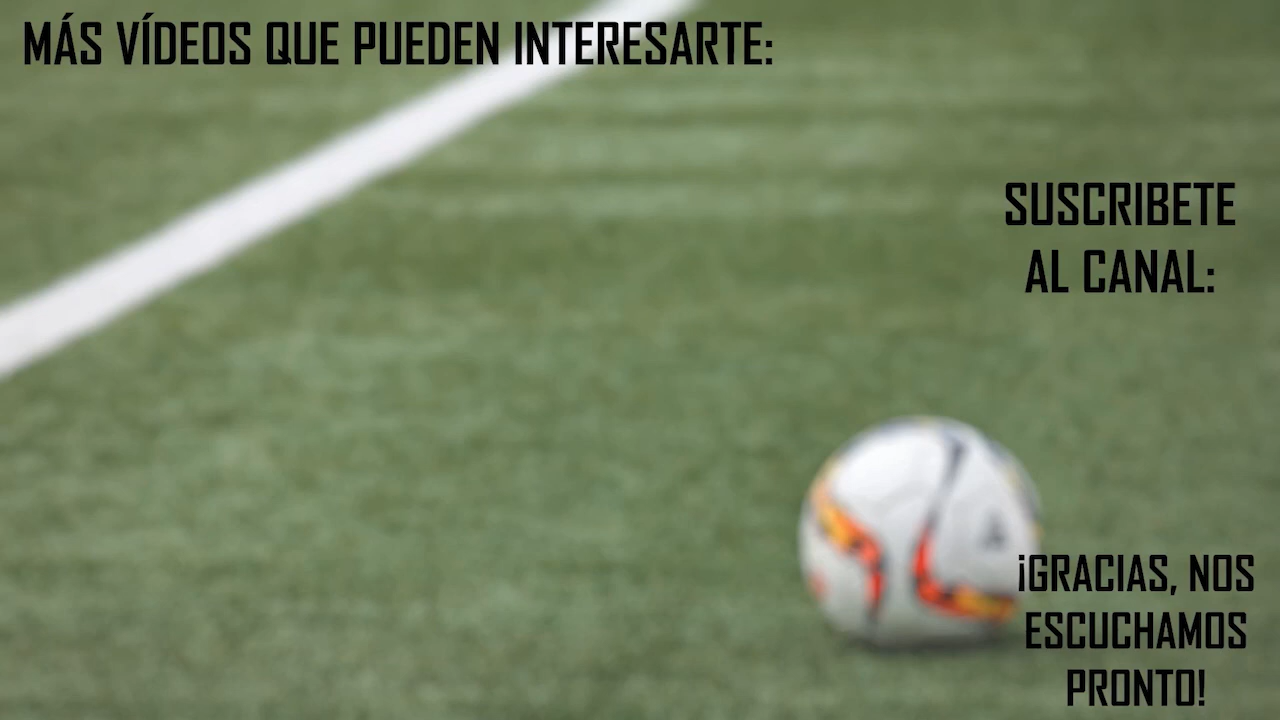 MÁS VÍDEOS QUE PUEDEN INTERESARTE:
SUSCRIBETE
AL CANAL:
¡GRACIAS, NOS
ESCUCHAMOS
PRONTO!